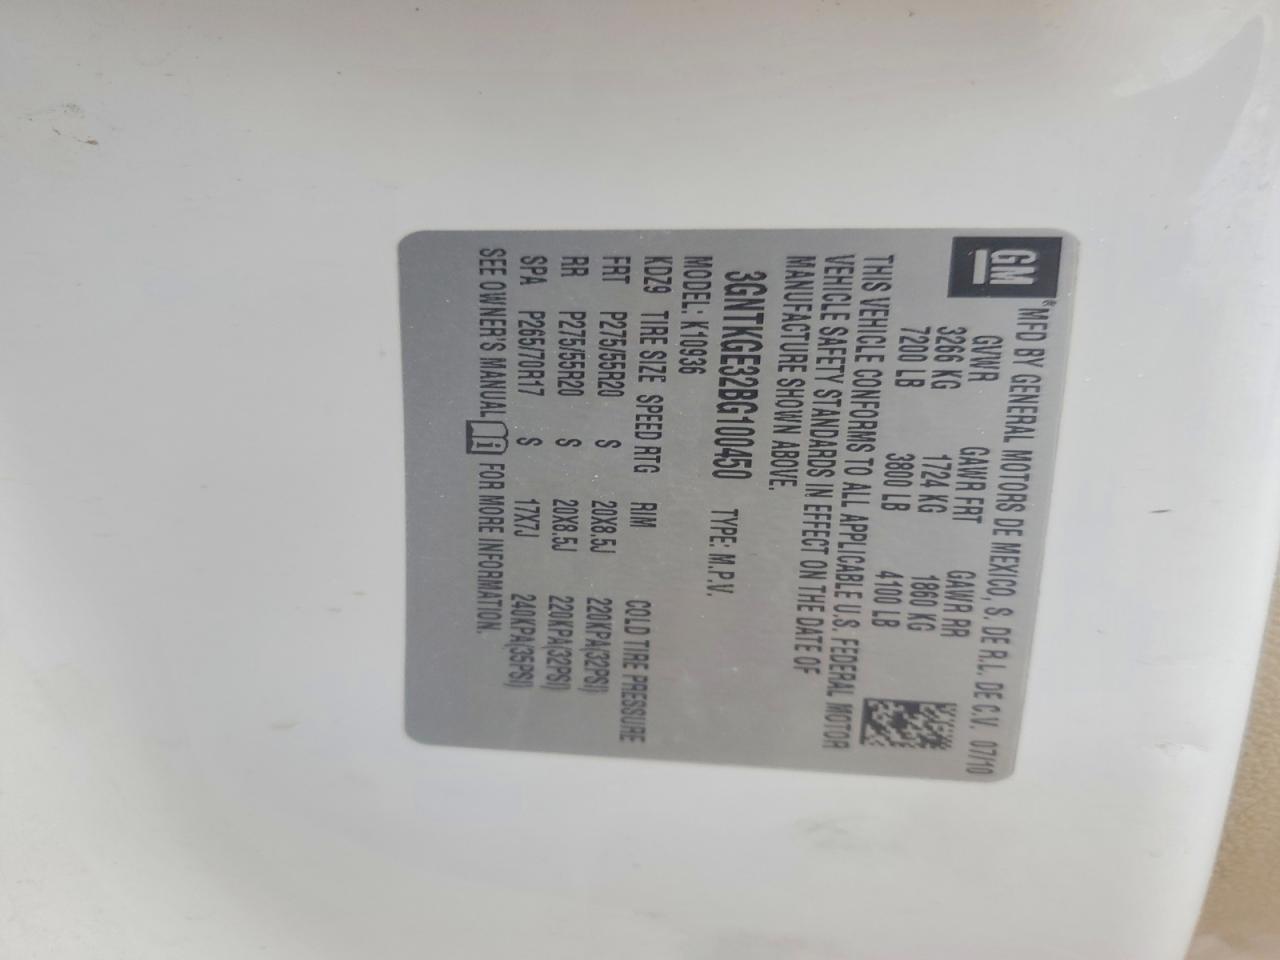 GM ®MFD BY GENERAL MOTORS DE MEXICO, S. DE R.L. DE C.V. 07/10
GVWR GAWR FRT GAWR RR
3266 KG 1724 KG 1860 KG
7200 LB 3800 LB 4100 LB
THIS VEHICLE CONFORMS TO ALL APPLICABLE U.S. FEDERAL MOTOR
VEHICLE SAFETY STANDARDS IN EFFECT ON THE DATE OF
MANUFACTURE SHOWN ABOVE.
3GNTKGE32BG100450 TYPE: M.P.V.
MODEL: K10936
KDZ9 TIRE SIZE SPEED RTG RIM COLD TIRE PRESSURE
FRT P275/55R20 S 20X8.5J 220KPA(32PSI)
RR P275/55R20 S 20X8.5J 220KPA(32PSI)
SPA P265/70R17 S 17X7J 240KPA(35PSI)
SEE OWNER'S MANUAL FOR MORE INFORMATION.